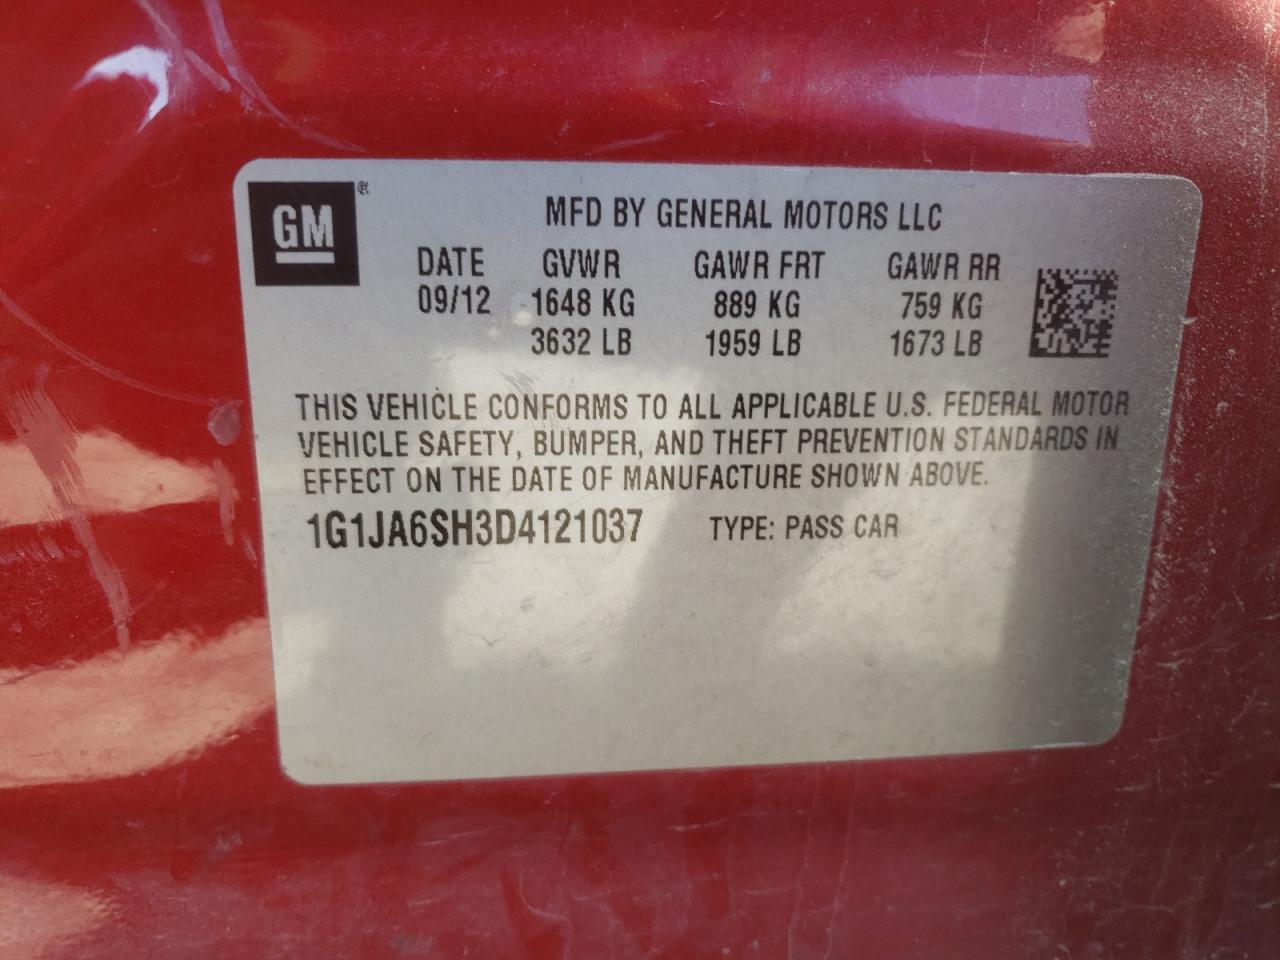 GM ®
MFD BY GENERAL MOTORS LLC
DATE GVWR GAWR FRT GAWR RR
09/12 1648 KG 889 KG 759 KG
3632 LB 1959 LB 1673 LB
THIS VEHICLE CONFORMS TO ALL APPLICABLE U.S. FEDERAL MOTOR
VEHICLE SAFETY, BUMPER, AND THEFT PREVENTION STANDARDS IN
EFFECT ON THE DATE OF MANUFACTURE SHOWN ABOVE.
1G1JA6SH3D4121037 TYPE: PASS CAR